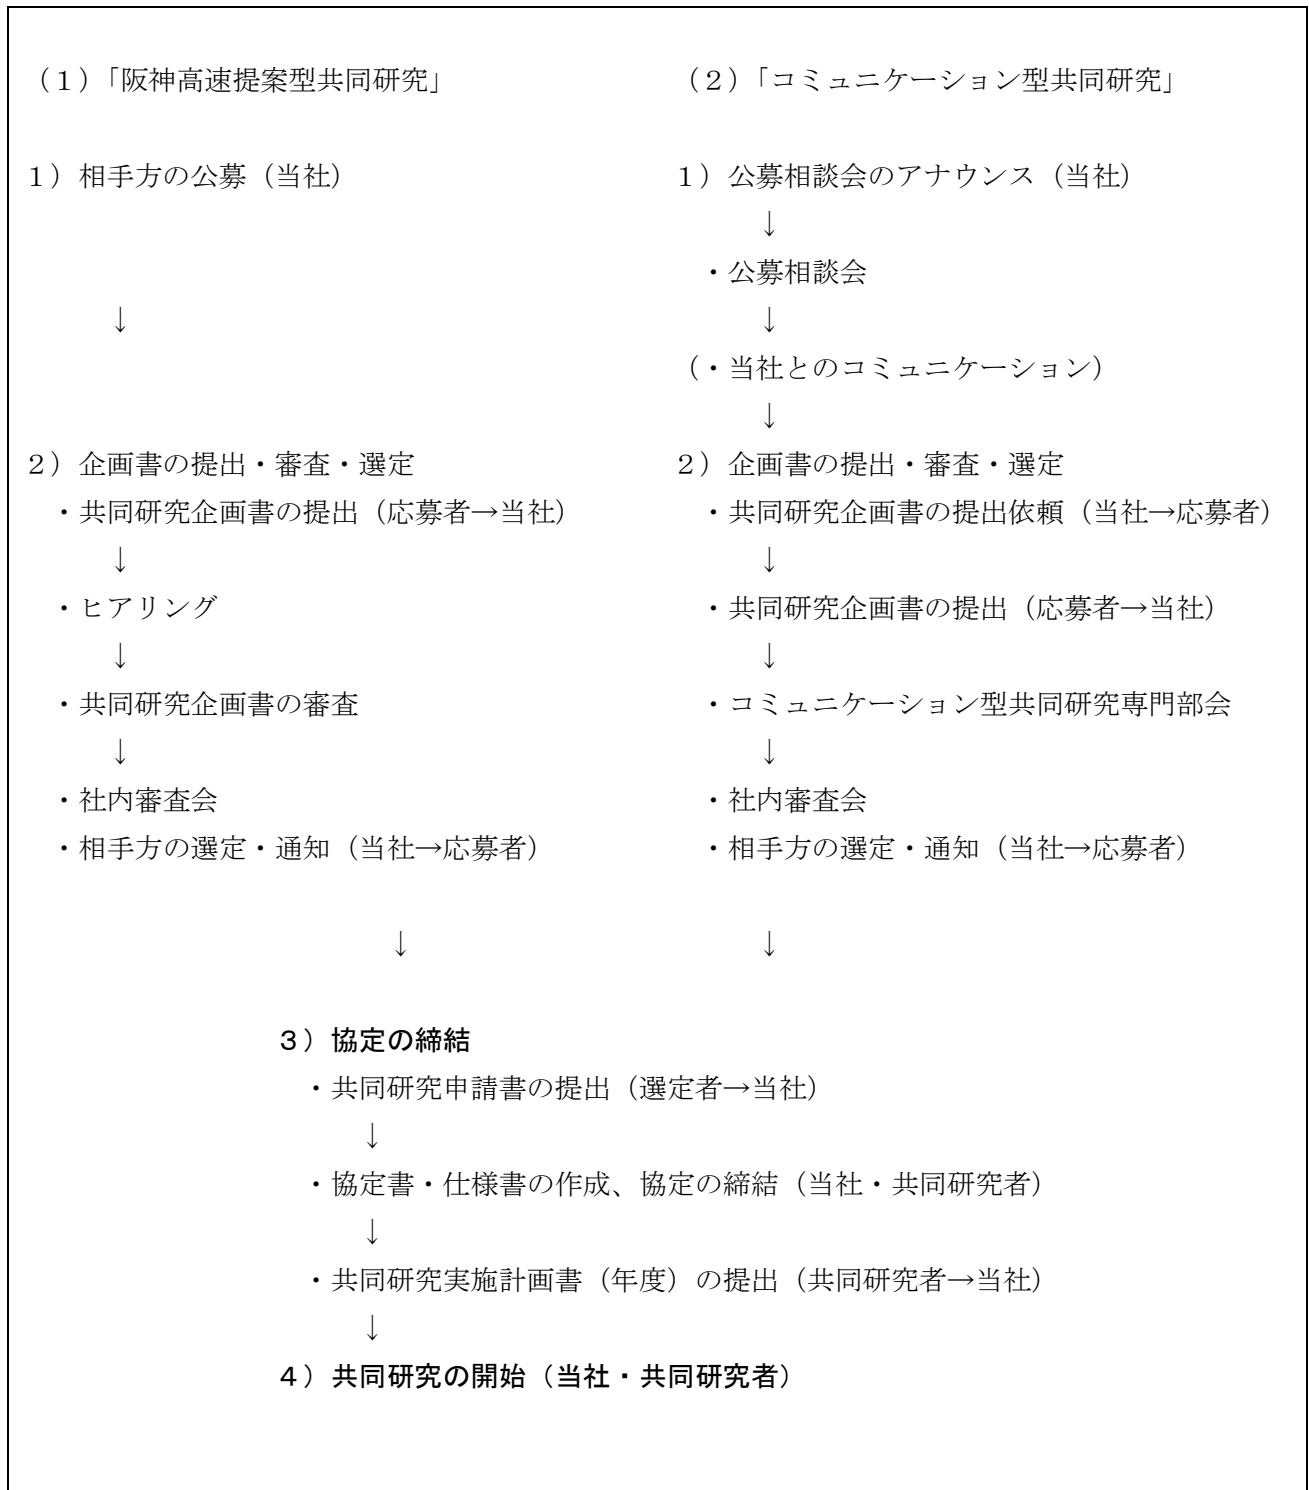 （１）「阪神高速提案型共同研究」
１）相手方の公募（当社）
↓
２）企画書の提出・審査・選定
・共同研究企画書の提出（応募者→当社）
↓
・ヒアリング
↓
・共同研究企画書の審査
↓
・社内審査会
・相手方の選定・通知（当社→応募者）
↓
（２）「コミュニケーション型共同研究」
１）公募相談会のアナウンス（当社）
↓
・公募相談会
↓
（・当社とのコミュニケーション）
↓
２）企画書の提出・審査・選定
・共同研究企画書の提出依頼（当社→応募者）
↓
・共同研究企画書の提出（応募者→当社）
↓
・コミュニケーション型共同研究専門部会
↓
・社内審査会
・相手方の選定・通知（当社→応募者）
↓
３）協定の締結
・共同研究申請書の提出（選定者→当社）
↓
・協定書・仕様書の作成、協定の締結（当社・共同研究者）
↓
・共同研究実施計画書（年度）の提出（共同研究者→当社）
↓
４）共同研究の開始（当社・共同研究者）